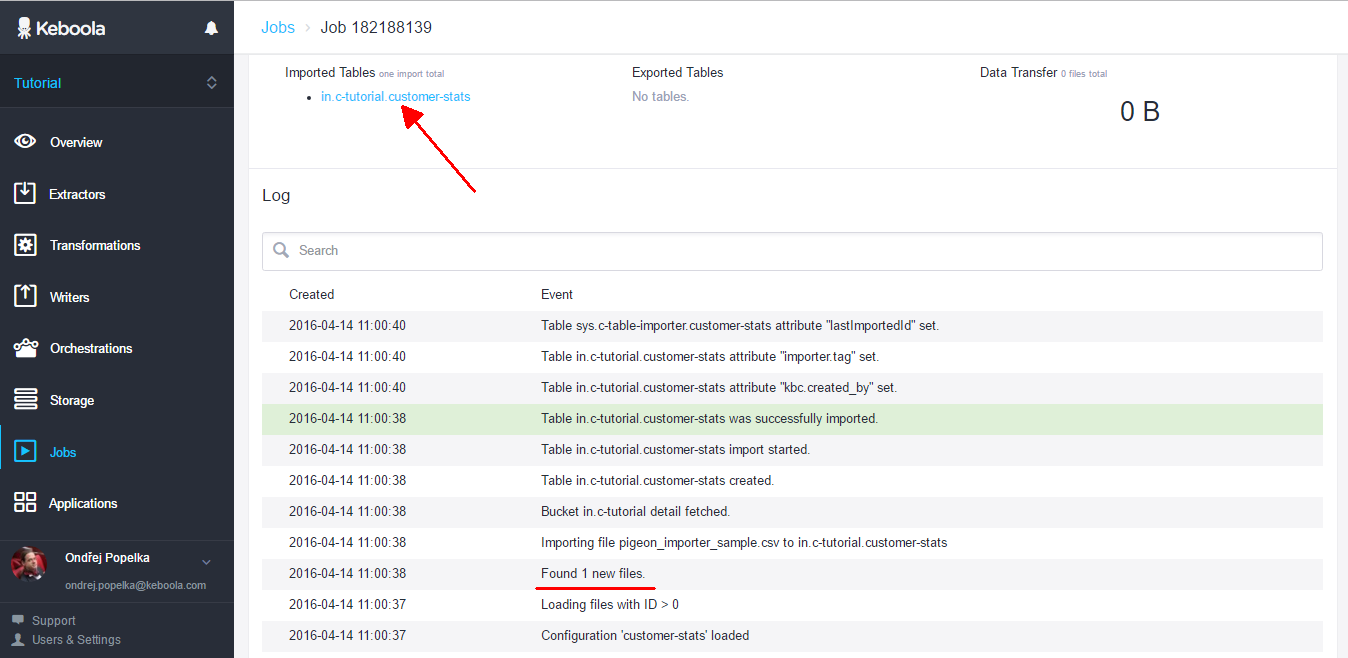 Keboola
Tutorial
Overview
Extractors
Transformations
Writers
Orchestrations
Storage
Jobs
Applications
Ondřej Popelka
ondrej.popelka@keboola.com
Support
Users & Settings
Jobs › Job 182188139
Imported Tables one import total
in.c-tutorial.customer-stats
Exported Tables
No tables.
Data Transfer 0 files total
0 B
Log
Search
Created Event
2016-04-14 11:00:40 Table sys.c-table-importer.customer-stats attribute "lastImportedId" set.
2016-04-14 11:00:40 Table in.c-tutorial.customer-stats attribute "importer.tag" set.
2016-04-14 11:00:40 Table in.c-tutorial.customer-stats attribute "kbc.created_by" set.
2016-04-14 11:00:38 Table in.c-tutorial.customer-stats was successfully imported.
2016-04-14 11:00:38 Table in.c-tutorial.customer-stats import started.
2016-04-14 11:00:38 Table in.c-tutorial.customer-stats created.
2016-04-14 11:00:38 Bucket in.c-tutorial detail fetched.
2016-04-14 11:00:38 Importing file pigeon_importer_sample.csv to in.c-tutorial.customer-stats
2016-04-14 11:00:38 Found 1 new files.
2016-04-14 11:00:37 Loading files with ID > 0
2016-04-14 11:00:37 Configuration 'customer-stats' loaded